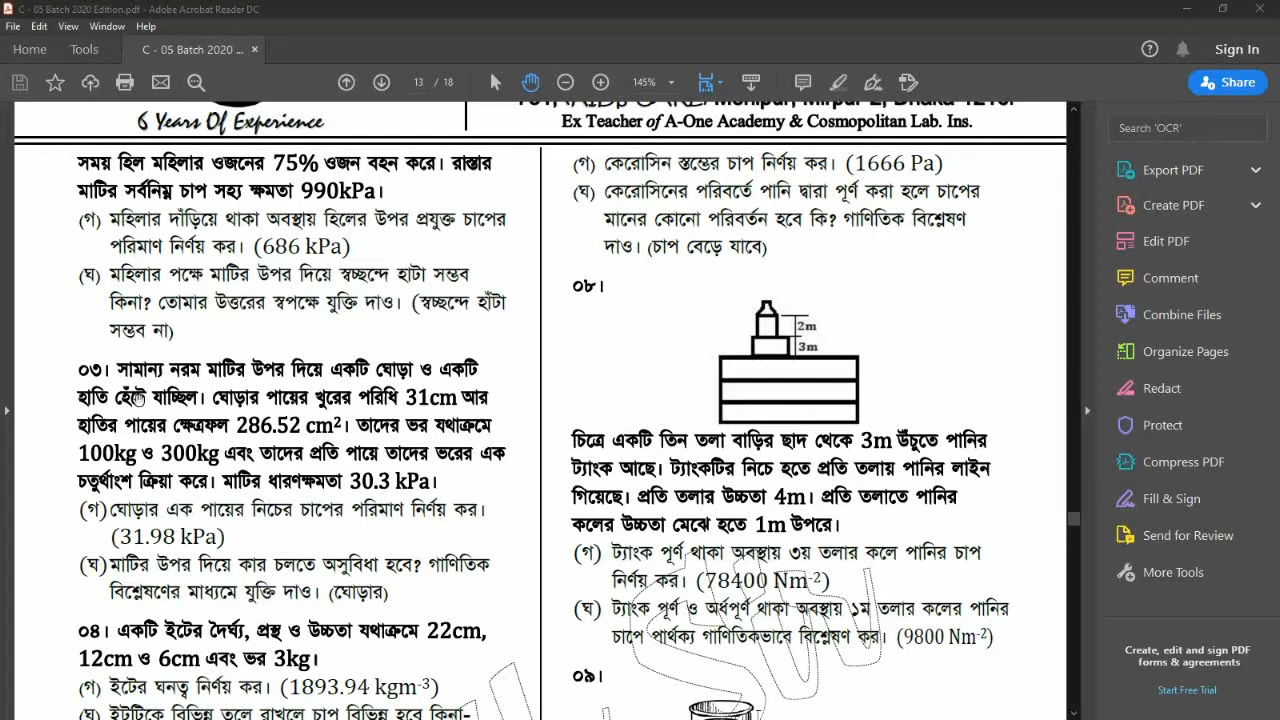 C - 05 Batch 2020 Edition.pdf - Adobe Acrobat Reader DC
File Edit View Window Help
Home Tools C - 05 Batch 2020 ... × Sign In
13 / 18 145% Share
6 Years Of Experience
Monipur, Mirpur-2, Dhaka-1216.
Ex Teacher of A-One Academy & Cosmopolitan Lab. Ins.
সময় হিল মহিলার ওজনের 75% ওজন বহন করে। রাস্তার
মাটির সর্বনিম্ন চাপ সহ্য ক্ষমতা 990kPa।
(গ) মহিলার দাঁড়িয়ে থাকা অবস্থায় হিলের উপর প্রযুক্ত চাপের
পরিমাণ নির্ণয় কর। (686 kPa)
(ঘ) মহিলার পক্ষে মাটির উপর দিয়ে স্বচ্ছন্দে হাটা সম্ভব
কিনা? তোমার উত্তরের স্বপক্ষে যুক্তি দাও। (স্বচ্ছন্দে হাঁটা
সম্ভব না)
০৩। সামান্য নরম মাটির উপর দিয়ে একটি ঘোড়া ও একটি
হাতি হেঁটে যাচ্ছিল। ঘোড়ার পায়ের খুরের পরিধি 31cm আর
হাতির পায়ের ক্ষেত্রফল 286.52 cm²। তাদের ভর যথাক্রমে
100kg ও 300kg এবং তাদের প্রতি পায়ে তাদের ভরের এক
চতুর্থাংশ ক্রিয়া করে। মাটির ধারণক্ষমতা 30.3 kPa।
(গ) ঘোড়ার এক পায়ের নিচের চাপের পরিমাণ নির্ণয় কর।
(31.98 kPa)
(ঘ) মাটির উপর দিয়ে কার চলতে অসুবিধা হবে? গাণিতিক
বিশ্লেষণের মাধ্যমে যুক্তি দাও। (ঘোড়ার)
০৪। একটি ইটের দৈর্ঘ্য, প্রস্থ ও উচ্চতা যথাক্রমে 22cm,
12cm ও 6cm এবং ভর 3kg।
(গ) ইটের ঘনত্ব নির্ণয় কর। (1893.94 kgm⁻³)
(ঘ) ইটটিকে বিভিন্ন তলে রাখলে চাপ বিভিন্ন হবে কিনা-
(গ) কেরোসিন স্তম্ভের চাপ নির্ণয় কর। (1666 Pa)
(ঘ) কেরোসিনের পরিবর্তে পানি দ্বারা পূর্ণ করা হলে চাপের
মানের কোনো পরিবর্তন হবে কি? গাণিতিক বিশ্লেষণ
দাও। (চাপ বেড়ে যাবে)
০৮।
2m
3m
চিত্রে একটি তিন তলা বাড়ির ছাদ থেকে 3m উঁচুতে পানির
ট্যাংক আছে। ট্যাংকটির নিচে হতে প্রতি তলায় পানির লাইন
গিয়েছে। প্রতি তলার উচ্চতা 4m। প্রতি তলাতে পানির
কলের উচ্চতা মেঝে হতে 1m উপরে।
(গ) ট্যাংক পূর্ণ থাকা অবস্থায় ৩য় তলার কলে পানির চাপ
নির্ণয় কর। (78400 Nm⁻²)
(ঘ) ট্যাংক পূর্ণ ও অর্ধপূর্ণ থাকা অবস্থায় ১ম তলার কলের পানির
চাপে পার্থক্য গাণিতিকভাবে বিশ্লেষণ কর। (9800 Nm⁻²)
০৯।
Search 'OCR'
Export PDF
Create PDF
Edit PDF
Comment
Combine Files
Organize Pages
Redact
Protect
Compress PDF
Fill & Sign
Send for Review
More Tools
Create, edit and sign PDF
forms & agreements
Start Free Trial